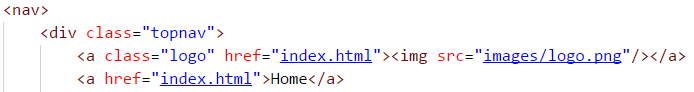 <nav>
<div class="topnav">
<a class="logo" href="index.html"><img src="images/logo.png"/></a>
<a href="index.html">Home</a>